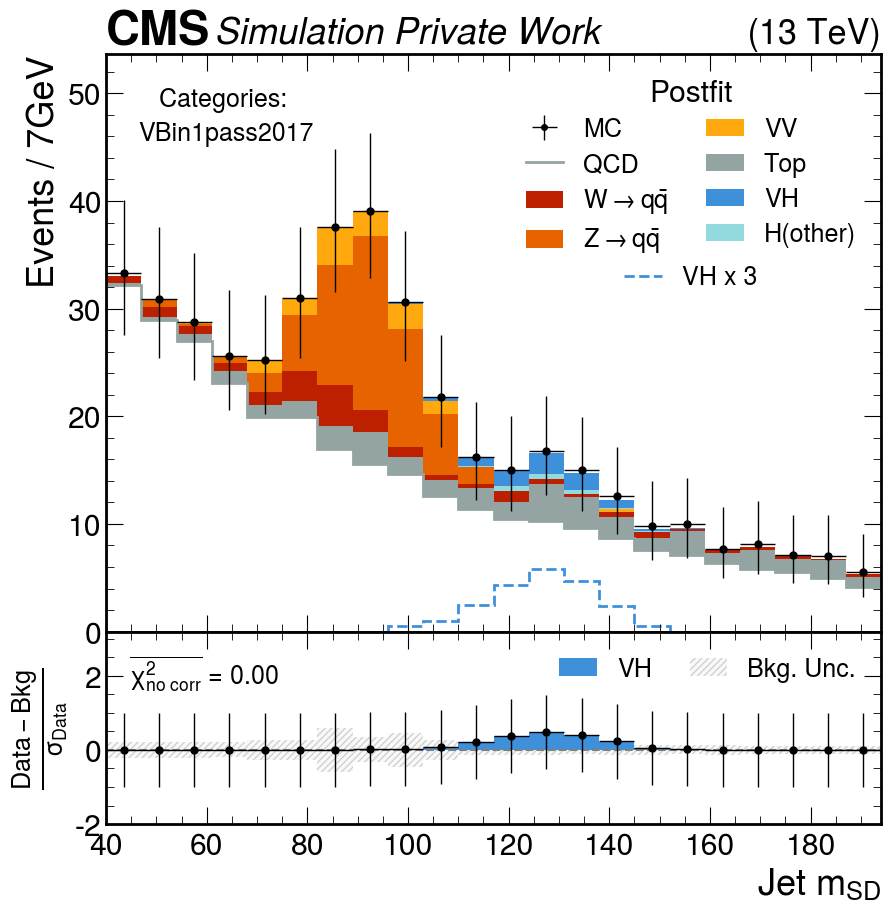 CMS Simulation Private Work (13 TeV)
Events / 7GeV
Categories:
VBin1pass2017
Postfit
MC
QCD
W → qq̄
Z → qq̄
VV
Top
VH
H(other)
VH x 3
50
40
30
20
10
0
χ²no corr = 0.00
VH
Bkg. Unc.
Data − Bkg
σData
2
0
-2
40 60 80 100 120 140 160 180
Jet mSD